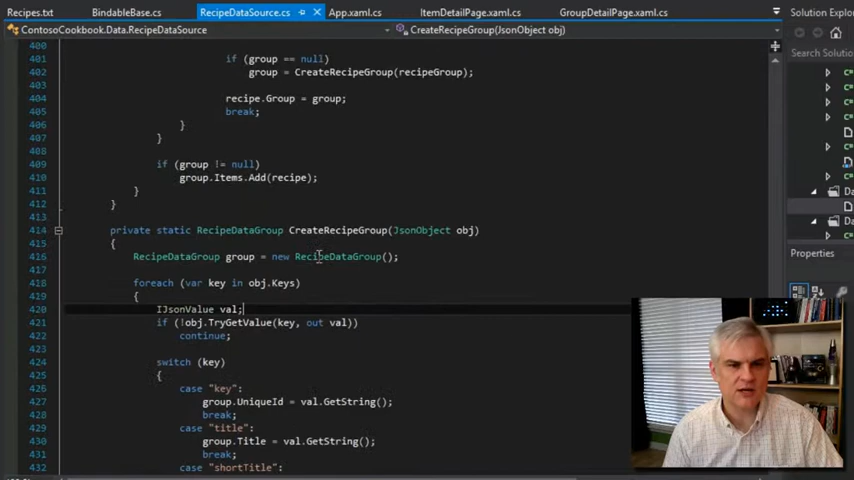 Recipes.txt BindableBase.cs RecipeDataSource.cs App.xaml.cs ItemDetailPage.xaml.cs GroupDetailPage.xaml.cs Solution Explorer
ContosoCookbook.Data.RecipeDataSource CreateRecipeGroup(JsonObject obj)
400
401 if (group == null)
402 group = CreateRecipeGroup(recipeGroup);
403
404 recipe.Group = group;
405 break;
406 }
407 }
408
409 if (group != null)
410 group.Items.Add(recipe);
411 }
412 }
413
414 private static RecipeDataGroup CreateRecipeGroup(JsonObject obj)
415 {
416 RecipeDataGroup group = new RecipeDataGroup();
417
418 foreach (var key in obj.Keys)
419 {
420 IJsonValue val;
421 if (!obj.TryGetValue(key, out val))
422 continue;
423
424 switch (key)
425 {
426 case "key":
427 group.UniqueId = val.GetString();
428 break;
429 case "title":
430 group.Title = val.GetString();
431 break;
432 case "shortTitle":
Da
Da
Properties